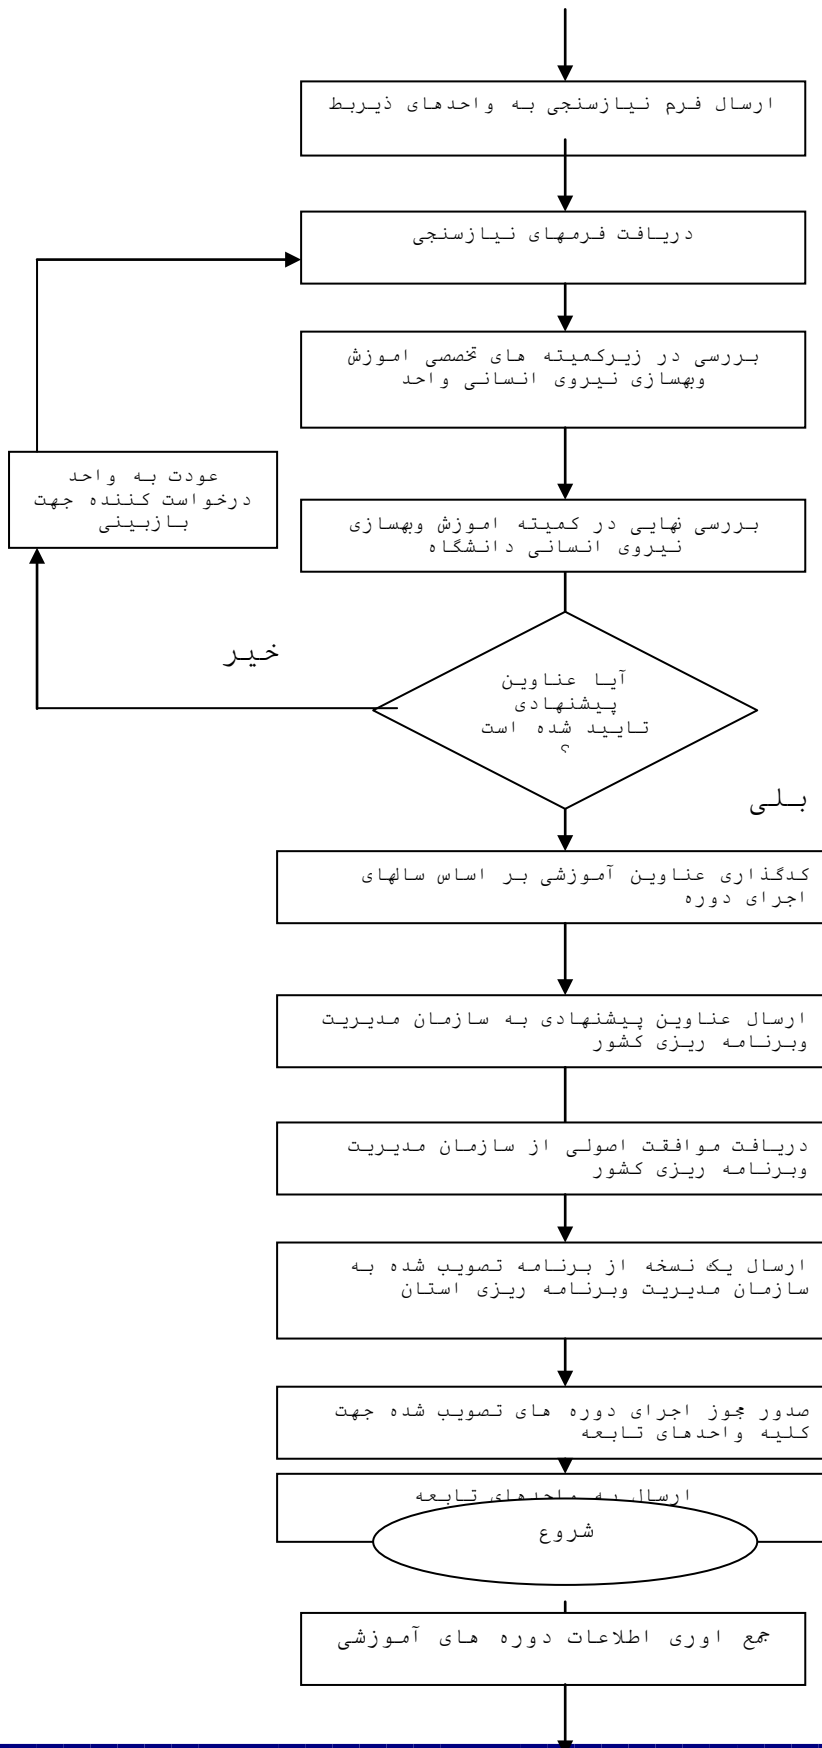 ارسال فرم نیازسنجی به واحدهای ذیربط
دریافت فرمهای نیازسنجی
بررسی در زیرکمیته های تخصصی اموزش
وبهسازی نیروی انسانی واحد
عودت به واحد
درخواست کننده جهت
بازبینی
بررسی نهایی در کمیته اموزش وبهسازی
نیروی انسانی دانشگاه
خیر
آیا عناوین
پیشنهادی
تایید شده است
؟
بلی
کدگذاری عناوین آموزشی بر اساس سالهای
اجرای دوره
ارسال عناوین پیشنهادی به سازمان مدیریت
وبرنامه ریزی کشور
دریافت موافقت اصولی از سازمان مدیریت
وبرنامه ریزی کشور
ارسال یک نسخه از برنامه تصویب شده به
سازمان مدیریت وبرنامه ریزی استان
صدور مجوز اجرای دوره های تصویب شده جهت
کلیه واحدهای تابعه
ارسال به واحدهای تابعه
شروع
جمع اوری اطلاعات دوره های آموزشی